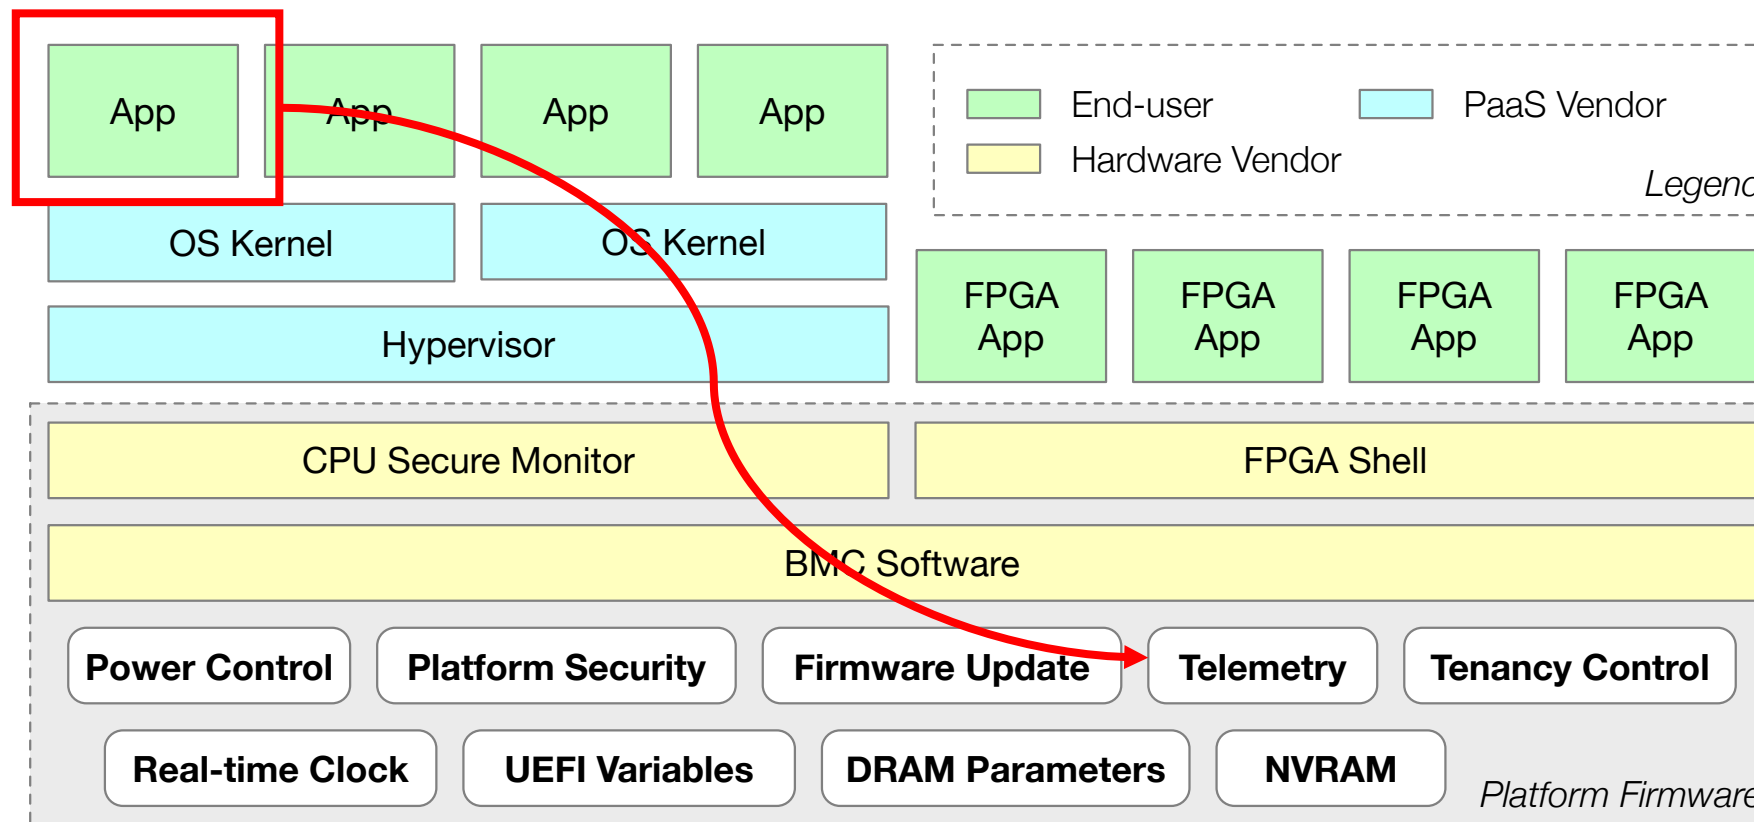 App
App
App
App
End-user
PaaS Vendor
Hardware Vendor
Legend
OS Kernel
OS Kernel
FPGA
App
FPGA
App
FPGA
App
FPGA
App
Hypervisor
CPU Secure Monitor
FPGA Shell
BMC Software
Power Control
Platform Security
Firmware Update
Telemetry
Tenancy Control
Real-time Clock
UEFI Variables
DRAM Parameters
NVRAM
Platform Firmware